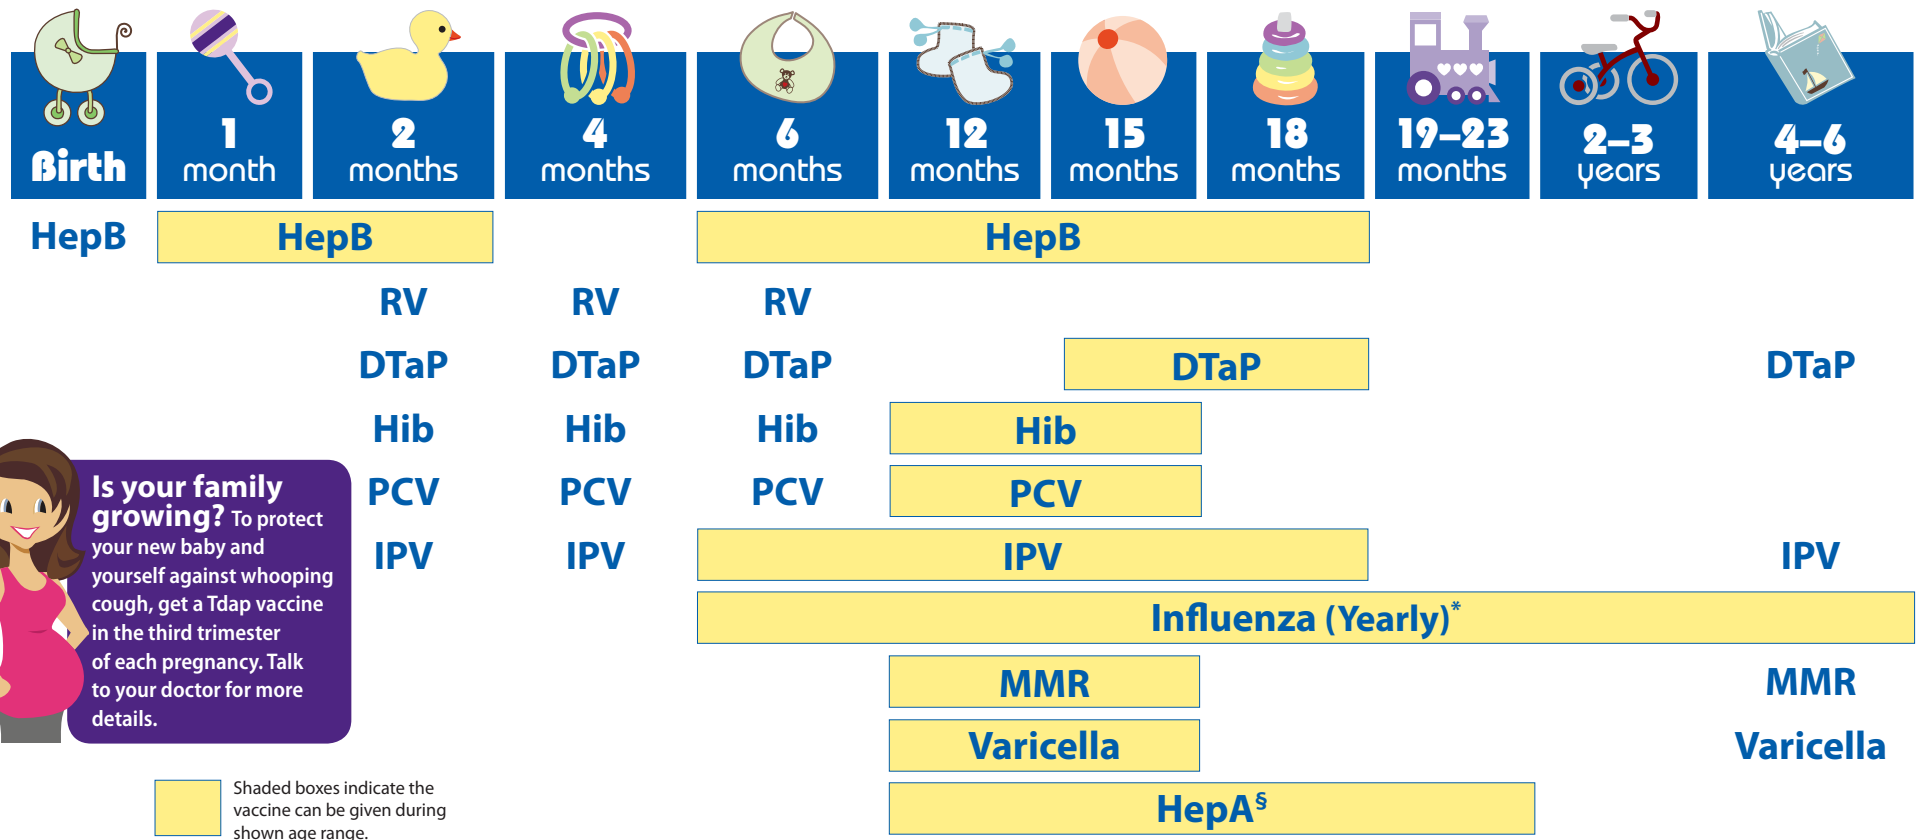 Birth
1
month
2
months
4
months
6
months
12
months
15
months
18
months
19–23
months
2–3
years
4–6
years
HepB HepB HepB
RV RV RV
DTaP DTaP DTaP DTaP DTaP
Hib Hib Hib Hib
PCV PCV PCV PCV
IPV IPV IPV IPV
Influenza (Yearly)*
MMR MMR
Varicella Varicella
HepA§
Is your family
growing? To protect
your new baby and
yourself against whooping
cough, get a Tdap vaccine
in the third trimester
of each pregnancy. Talk
to your doctor for more
details.
Shaded boxes indicate the
vaccine can be given during
shown age range.